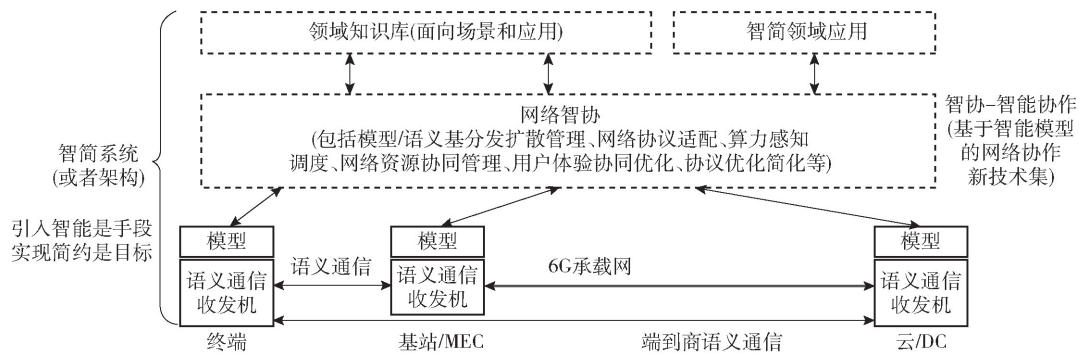 领域知识库(面向场景和应用)
智简领域应用
网络智协
(包括模型/语义基分发扩散管理、网络协议适配、算力感知
调度、网络资源协同管理、用户体验协同优化、协议优化简化等)
智协–智能协作
(基于智能模型
的网络协作
新技术集)
智简系统
(或者架构)
引入智能是手段
实现简约是目标
模型
语义通信
收发机
终端
语义通信
模型
语义通信
收发机
基站/MEC
6G承载网
端到商语义通信
模型
语义通信
收发机
云/DC